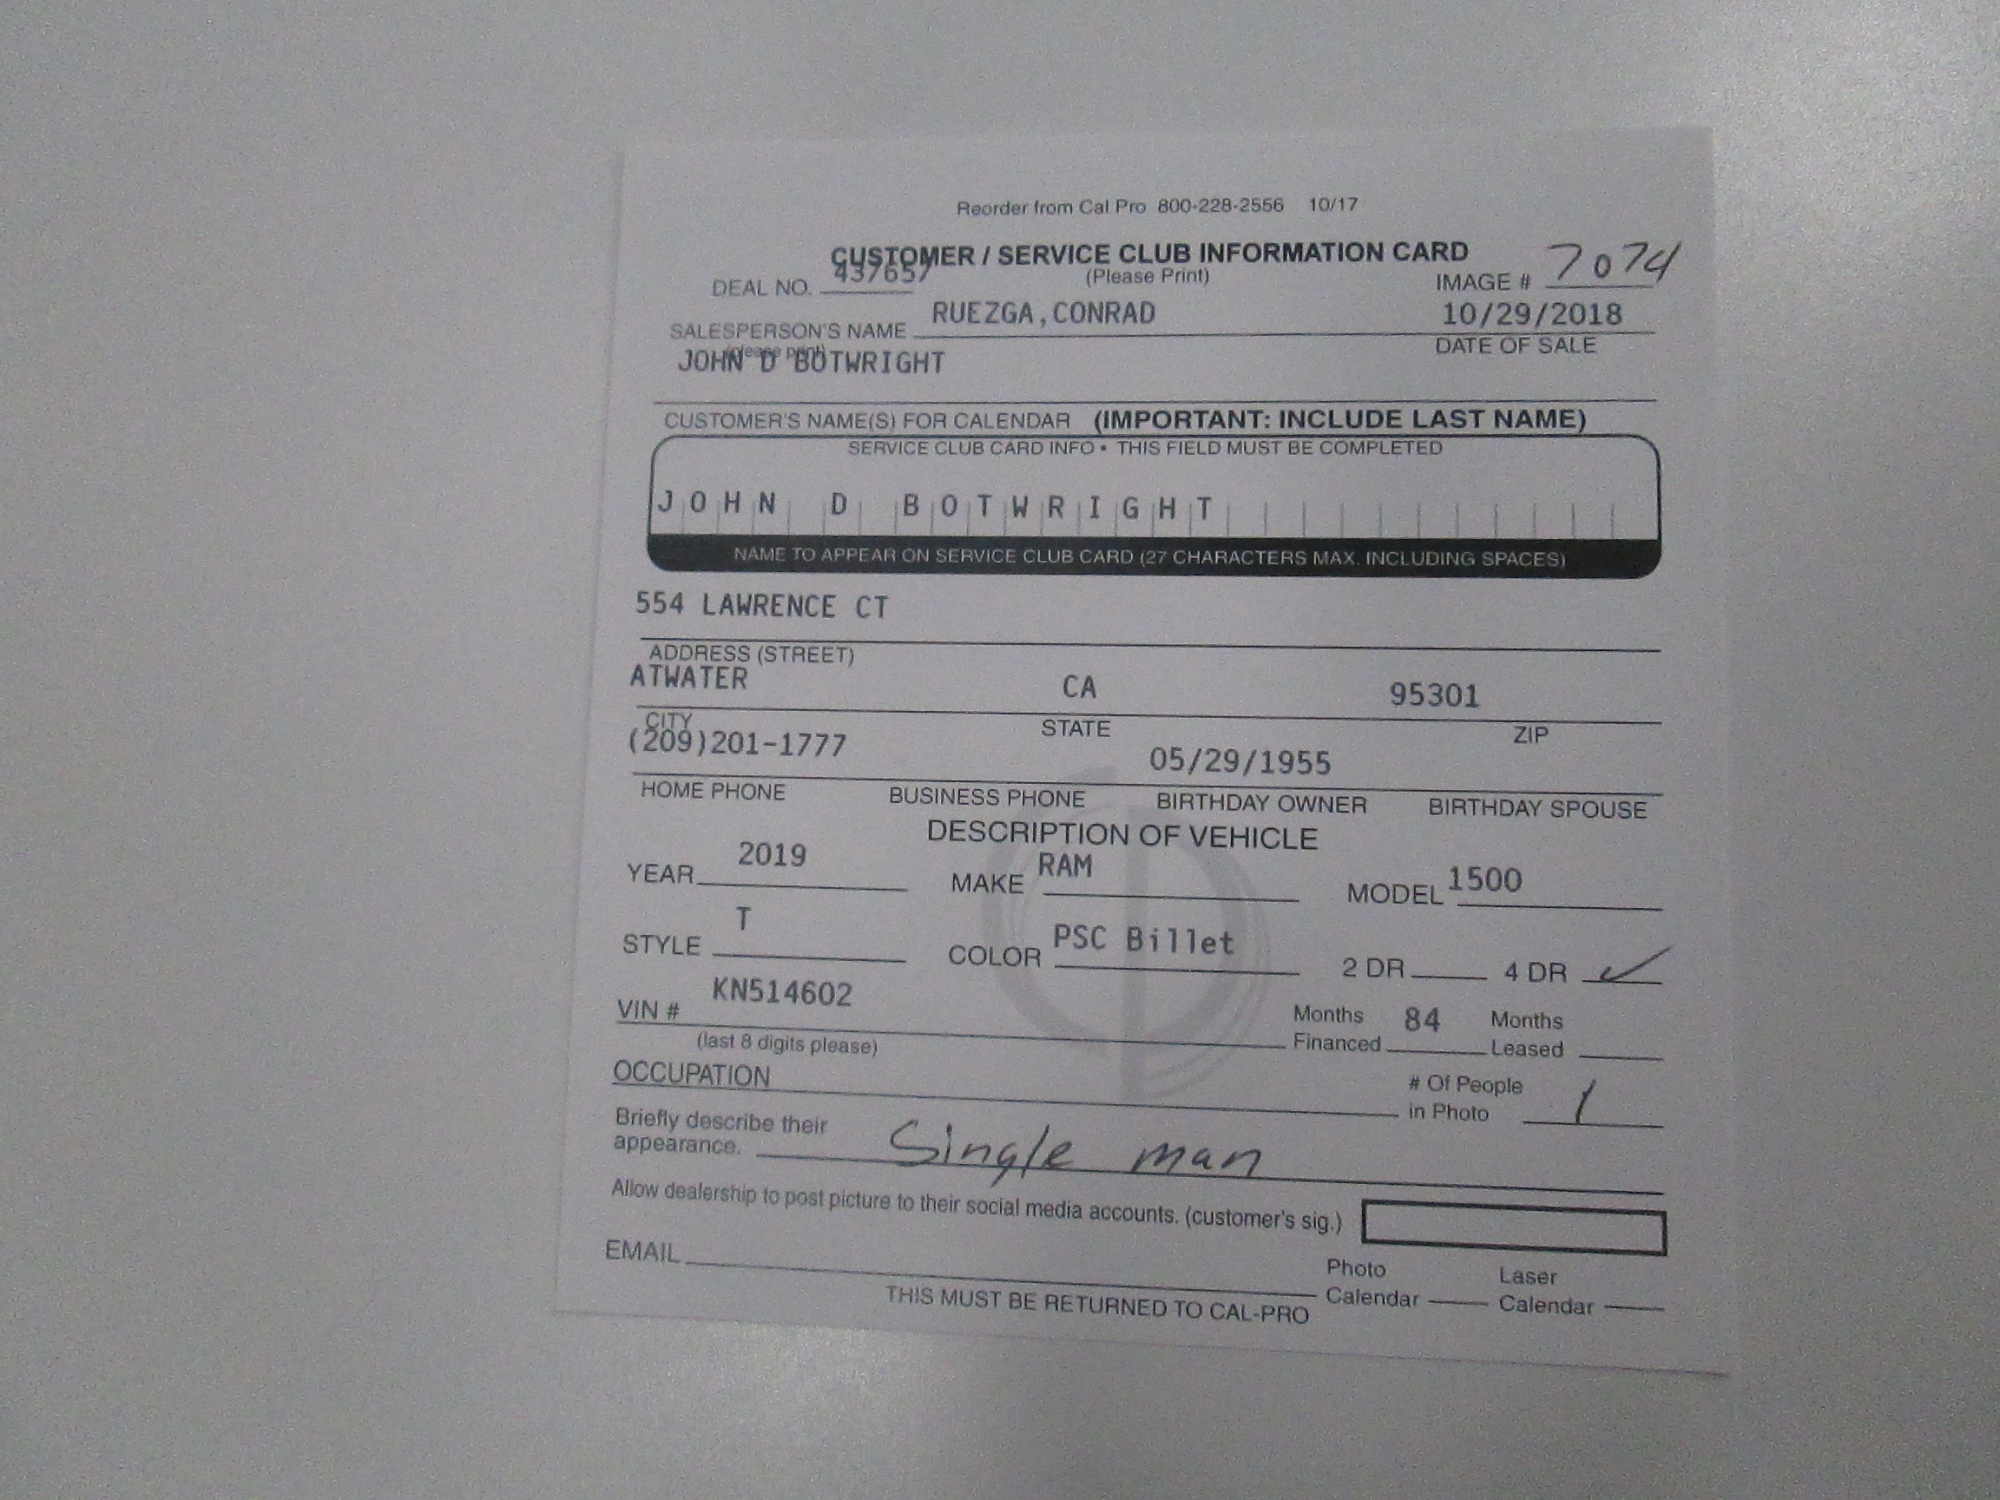 Reorder from Cal Pro 800-228-2556 10/17
CUSTOMER / SERVICE CLUB INFORMATION CARD
(Please Print)
DEAL NO. 437657
IMAGE # 7074
SALESPERSON'S NAME RUEZGA,CONRAD 10/29/2018
(please print) DATE OF SALE
JOHN D BOTWRIGHT
CUSTOMER'S NAME(S) FOR CALENDAR (IMPORTANT: INCLUDE LAST NAME)
SERVICE CLUB CARD INFO • THIS FIELD MUST BE COMPLETED
JOHN D BOTWRIGHT
NAME TO APPEAR ON SERVICE CLUB CARD (27 CHARACTERS MAX. INCLUDING SPACES)
554 LAWRENCE CT
ADDRESS (STREET)
ATWATER CA 95301
CITY STATE ZIP
(209)201-1777 05/29/1955
HOME PHONE BUSINESS PHONE BIRTHDAY OWNER BIRTHDAY SPOUSE
DESCRIPTION OF VEHICLE
YEAR 2019 MAKE RAM MODEL 1500
STYLE T COLOR PSC Billet 2 DR 4 DR ✓
VIN # KN514602 Months Financed 84 Months Leased
(last 8 digits please)
OCCUPATION # Of People in Photo 1
Briefly describe their
appearance. Single man
Allow dealership to post picture to their social media accounts. (customer's sig.)
EMAIL Photo Calendar Laser Calendar
THIS MUST BE RETURNED TO CAL-PRO